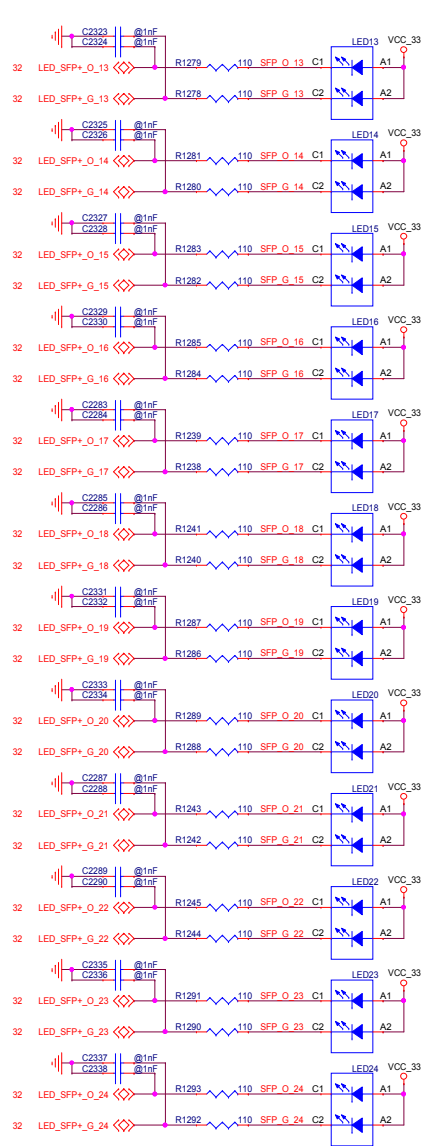 C2323 @1nF
C2324 @1nF
LED13 VCC_33
32 LED_SFP+_O_13 R1279 110 SFP_O_13 C1 A1
32 LED_SFP+_G_13 R1278 110 SFP_G_13 C2 A2
C2325 @1nF
C2326 @1nF
LED14 VCC_33
32 LED_SFP+_O_14 R1281 110 SFP_O_14 C1 A1
32 LED_SFP+_G_14 R1280 110 SFP_G_14 C2 A2
C2327 @1nF
C2328 @1nF
LED15 VCC_33
32 LED_SFP+_O_15 R1283 110 SFP_O_15 C1 A1
32 LED_SFP+_G_15 R1282 110 SFP_G_15 C2 A2
C2329 @1nF
C2330 @1nF
LED16 VCC_33
32 LED_SFP+_O_16 R1285 110 SFP_O_16 C1 A1
32 LED_SFP+_G_16 R1284 110 SFP_G_16 C2 A2
C2283 @1nF
C2284 @1nF
LED17 VCC_33
32 LED_SFP+_O_17 R1239 110 SFP_O_17 C1 A1
32 LED_SFP+_G_17 R1238 110 SFP_G_17 C2 A2
C2285 @1nF
C2286 @1nF
LED18 VCC_33
32 LED_SFP+_O_18 R1241 110 SFP_O_18 C1 A1
32 LED_SFP+_G_18 R1240 110 SFP_G_18 C2 A2
C2331 @1nF
C2332 @1nF
LED19 VCC_33
32 LED_SFP+_O_19 R1287 110 SFP_O_19 C1 A1
32 LED_SFP+_G_19 R1286 110 SFP_G_19 C2 A2
C2333 @1nF
C2334 @1nF
LED20 VCC_33
32 LED_SFP+_O_20 R1289 110 SFP_O_20 C1 A1
32 LED_SFP+_G_20 R1288 110 SFP_G_20 C2 A2
C2287 @1nF
C2288 @1nF
LED21 VCC_33
32 LED_SFP+_O_21 R1243 110 SFP_O_21 C1 A1
32 LED_SFP+_G_21 R1242 110 SFP_G_21 C2 A2
C2289 @1nF
C2290 @1nF
LED22 VCC_33
32 LED_SFP+_O_22 R1245 110 SFP_O_22 C1 A1
32 LED_SFP+_G_22 R1244 110 SFP_G_22 C2 A2
C2335 @1nF
C2336 @1nF
LED23 VCC_33
32 LED_SFP+_O_23 R1291 110 SFP_O_23 C1 A1
32 LED_SFP+_G_23 R1290 110 SFP_G_23 C2 A2
C2337 @1nF
C2338 @1nF
LED24 VCC_33
32 LED_SFP+_O_24 R1293 110 SFP_O_24 C1 A1
32 LED_SFP+_G_24 R1292 110 SFP_G_24 C2 A2